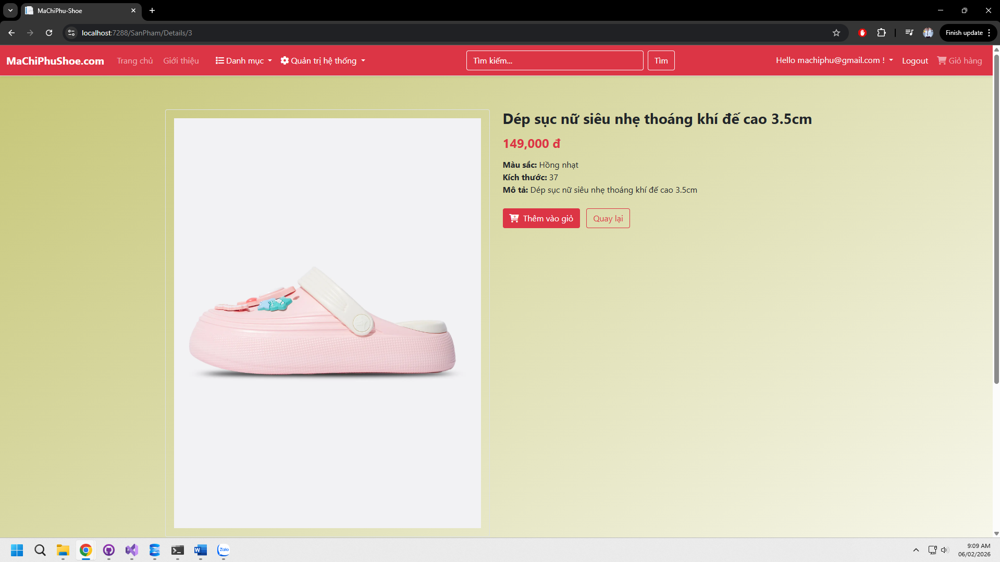 MaChiPhu-Shoe
localhost:7288/SanPham/Details/3
Finish update
MaChiPhuShoe.com Trang chủ Giới thiệu Danh mục Quản trị hệ thống Tìm kiếm... Tìm Hello machiphu@gmail.com ! Logout Giỏ hàng
Dép sục nữ siêu nhẹ thoáng khí đế cao 3.5cm
149,000 đ
Màu sắc: Hồng nhạt
Kích thước: 37
Mô tả: Dép sục nữ siêu nhẹ thoáng khí đế cao 3.5cm
Thêm vào giỏ Quay lại
Zalo
9:09 AM
06/02/2026